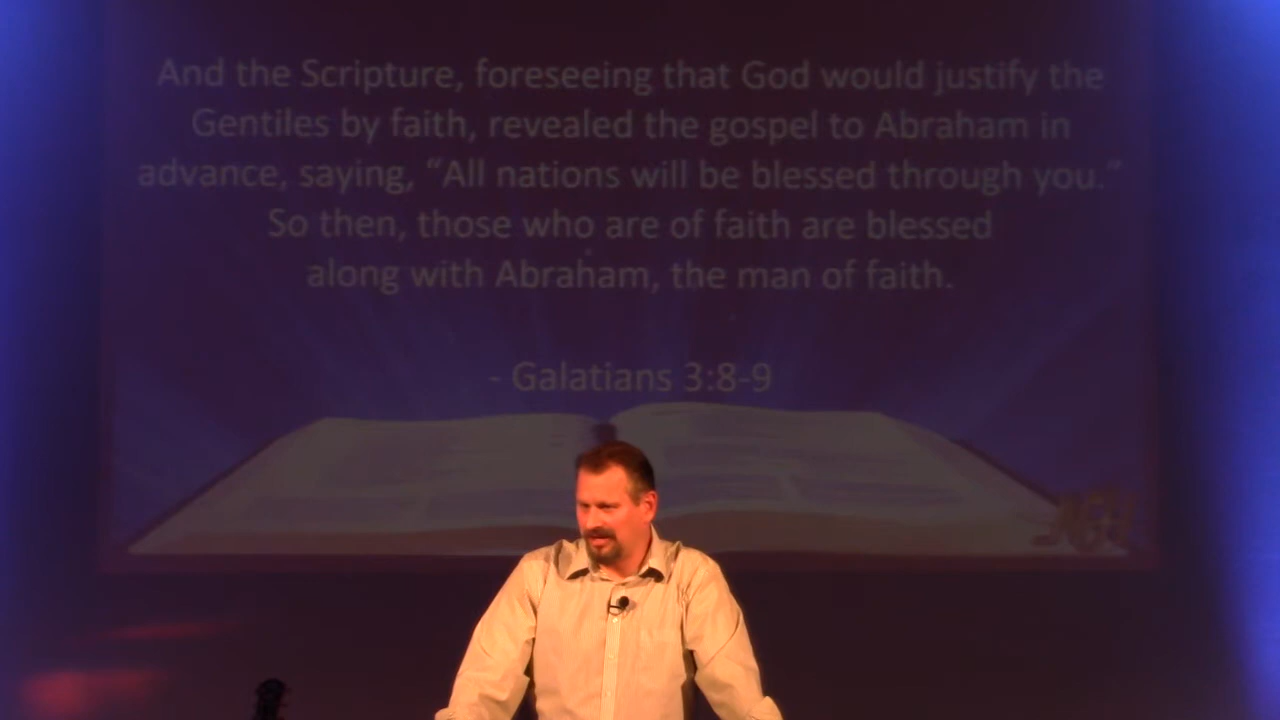 And the Scripture, foreseeing that God would justify the
Gentiles by faith, revealed the gospel to Abraham in
advance, saying, “All nations will be blessed through you.”
So then, those who are of faith are blessed
along with Abraham, the man of faith.
- Galatians 3:8-9